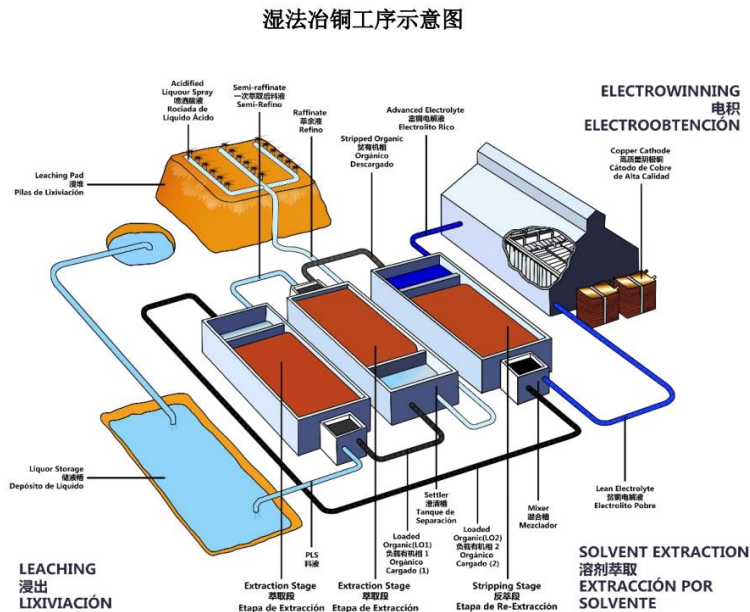 湿法冶铜工序示意图
Acidified
Liquour Spray
喷洒酸液
Rociada de
Líquido Ácido
Semi-raffinate
一次萃取后料液
Semi-Refino
Raffinate
萃余液
Refino
Stripped Organic
贫有机相
Orgánico
Descargado
Advanced Electrolyte
富铜电解液
Electrolito Rico
ELECTROWINNING
电积
ELECTROOBTENCIÓN
Copper Cathode
高质量阴极铜
Cátodo de Cobre
de Alta Calidad
Leaching Pad
浸堆
Pilas de Lixiviación
Liquor Storage
储液槽
Depósito de Líquido
LEACHING
浸出
LIXIVIACIÓN
PLS
料液
Extraction Stage
萃取段
Etapa de Extracción
Loaded
Organic(LO1)
负载有机相 1
Orgánico
Cargado (1)
Extraction Stage
萃取段
Etapa de Extracción
Settler
澄清槽
Tanque de
Separación
Loaded
Organic(LO2)
负载有机相 2
Orgánico
Cargado (2)
Stripping Stage
反萃段
Etapa de Re-Extracción
Mixer
混合槽
Mezclador
Lean Electrolyte
贫铜电解液
Electrolito Pobre
SOLVENT EXTRACTION
溶剂萃取
EXTRACCIÓN POR
SOLVENTE